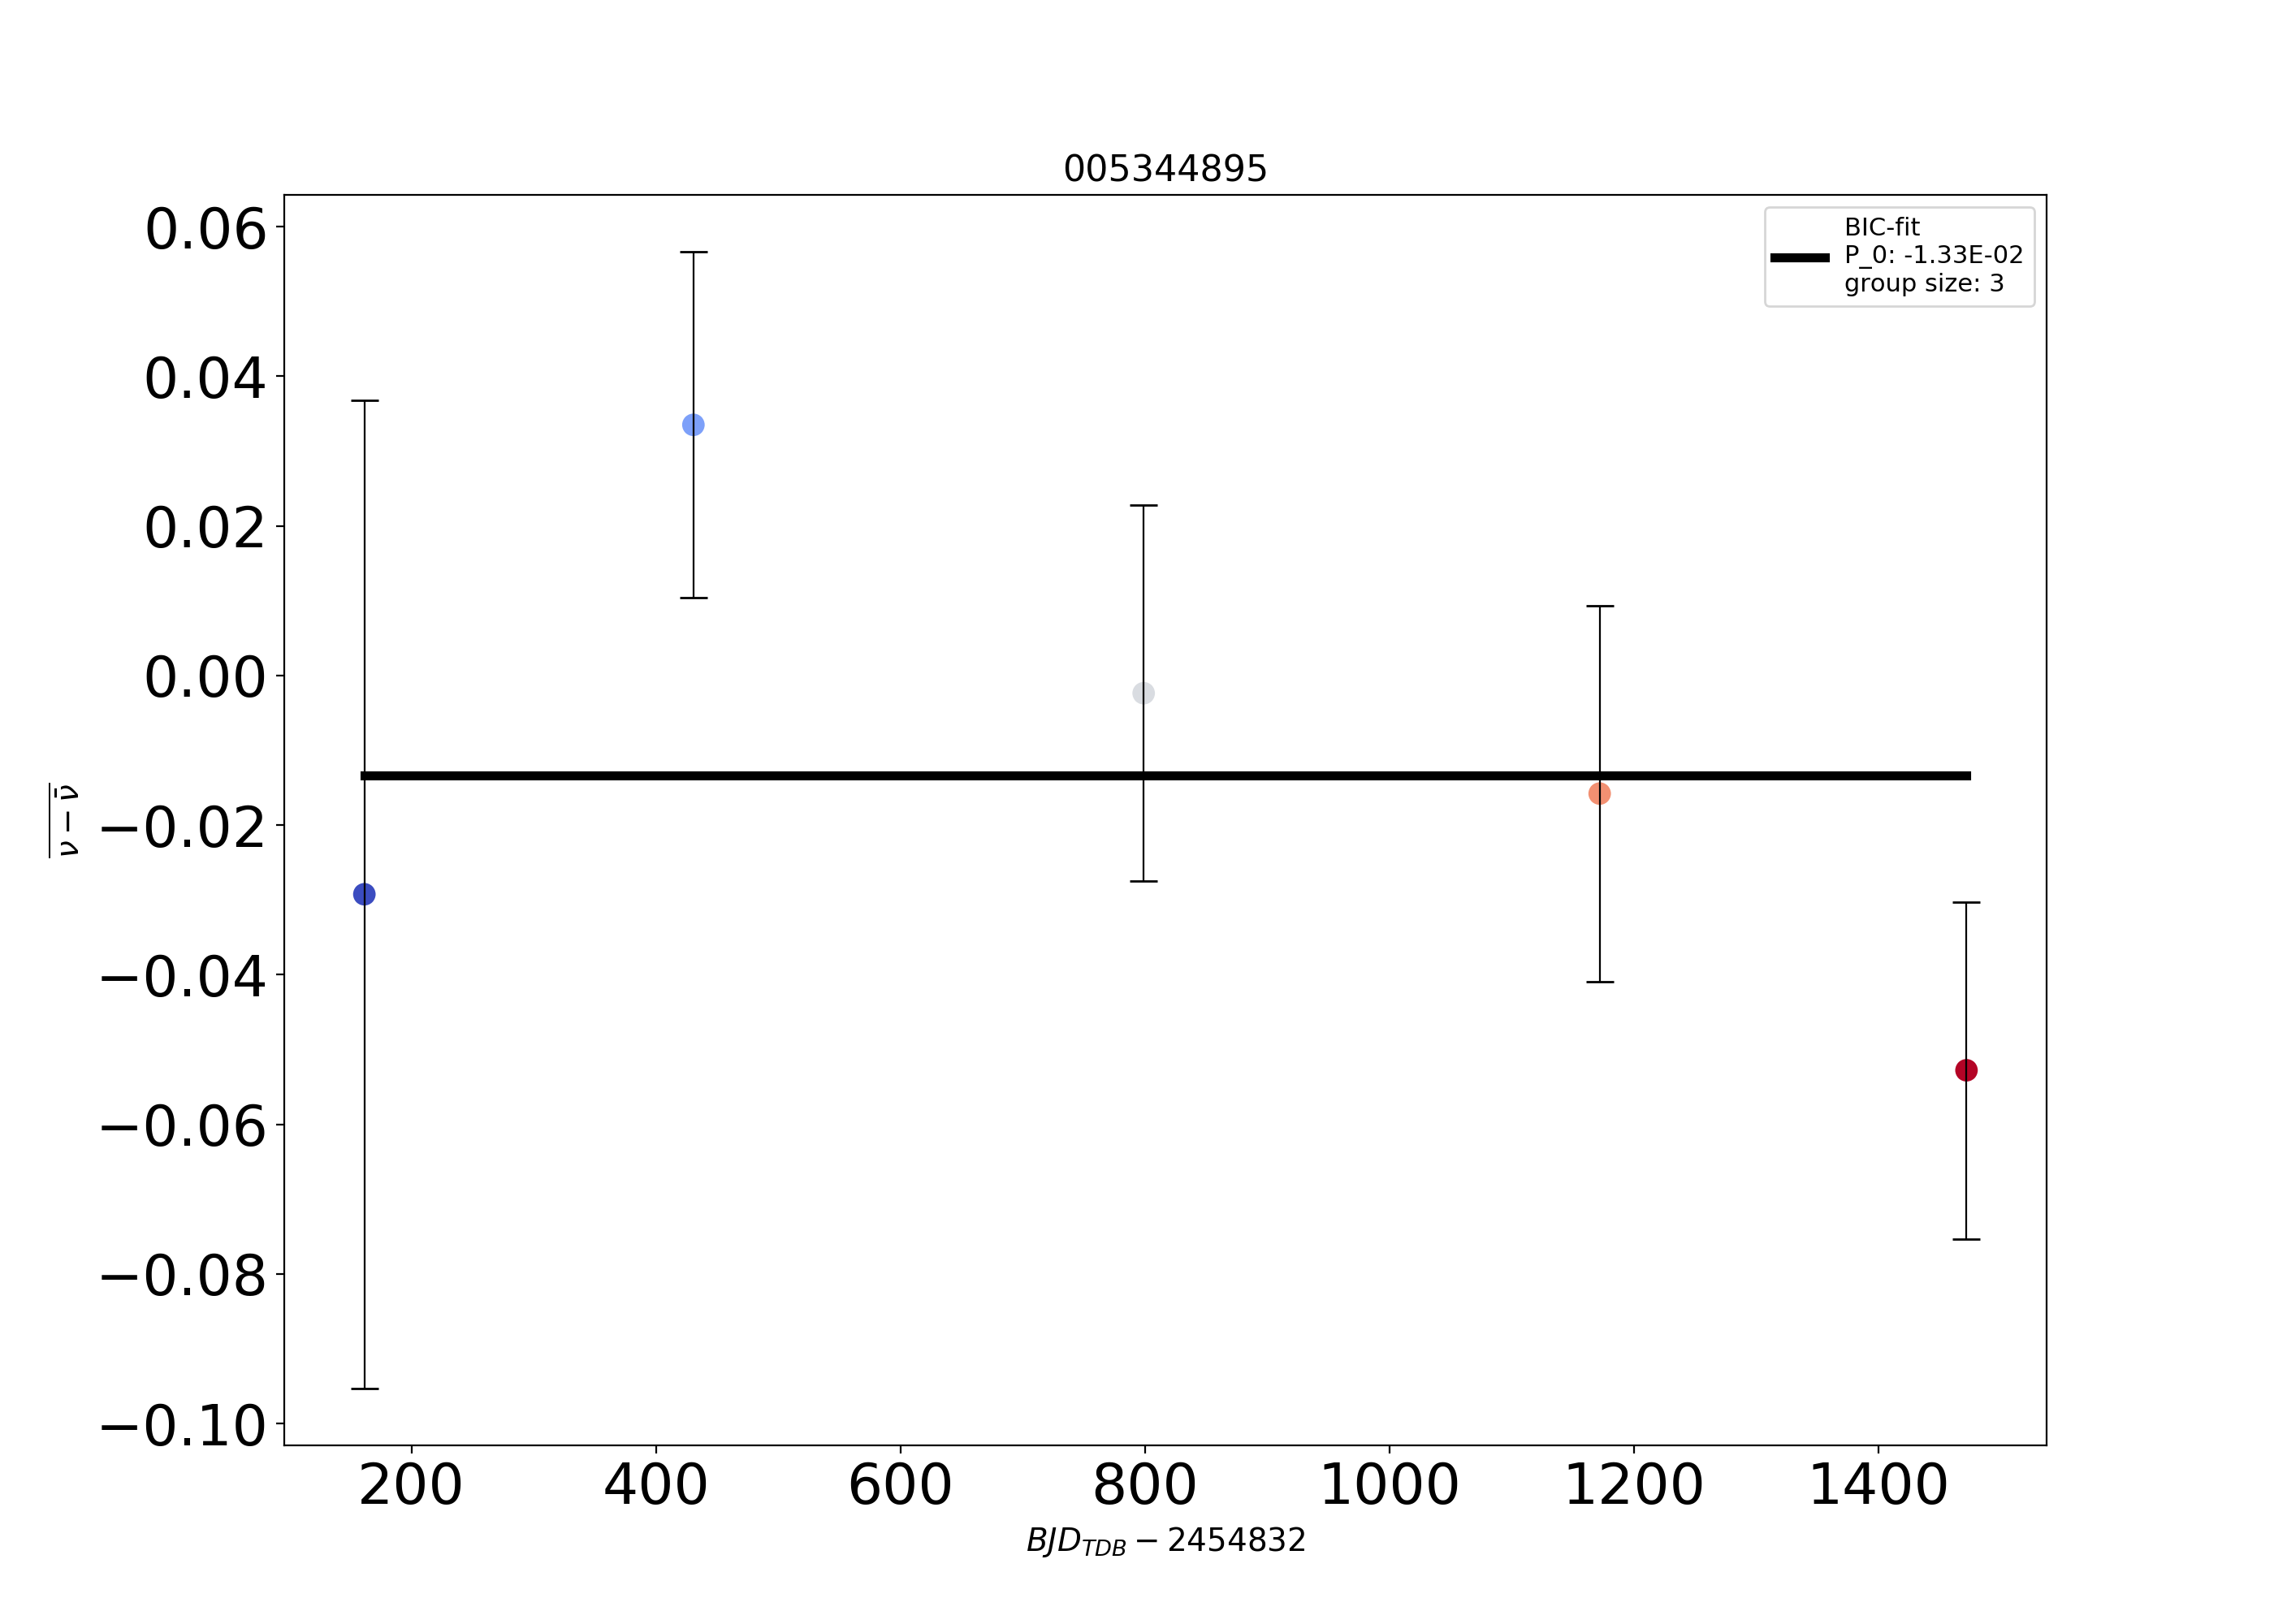 005344895
BIC-fit
P_0: -1.33E-02
group size: 3
0.06
0.04
0.02
0.00
−0.02
−0.04
−0.06
−0.08
−0.10
ν − ν̄
200 400 600 800 1000 1200 1400
BJD_TDB − 2454832